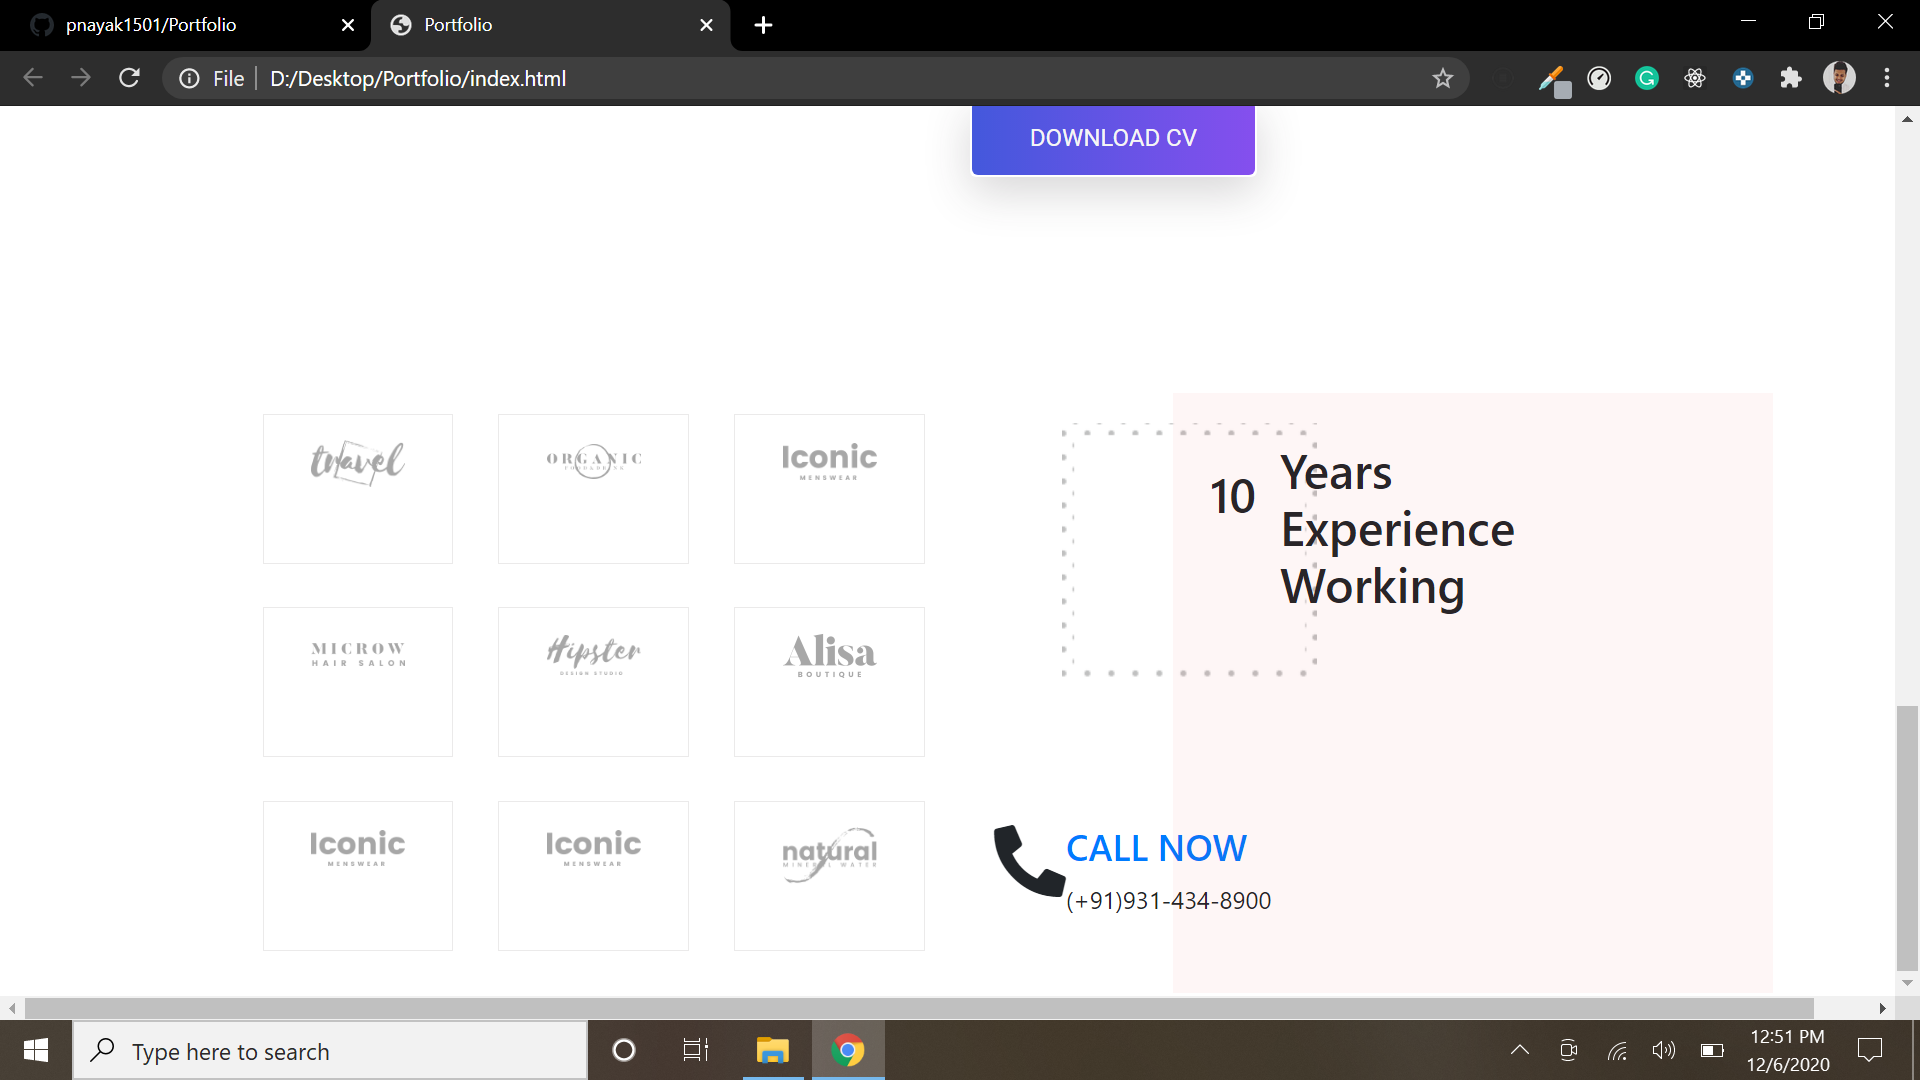 pnayak1501/Portfolio
Portfolio
File
D:/Desktop/Portfolio/index.html
DOWNLOAD CV
travel
ORGANIC
Iconic
MENSWEAR
10
Years
Experience
Working
MICROW
HAIR SALON
Hipster
DESIGN STUDIO
Alisa
BOUTIQUE
Iconic
MENSWEAR
Iconic
MENSWEAR
natural
MINERAL WATER
CALL NOW
(+91)931-434-8900
Type here to search
12:51 PM
12/6/2020